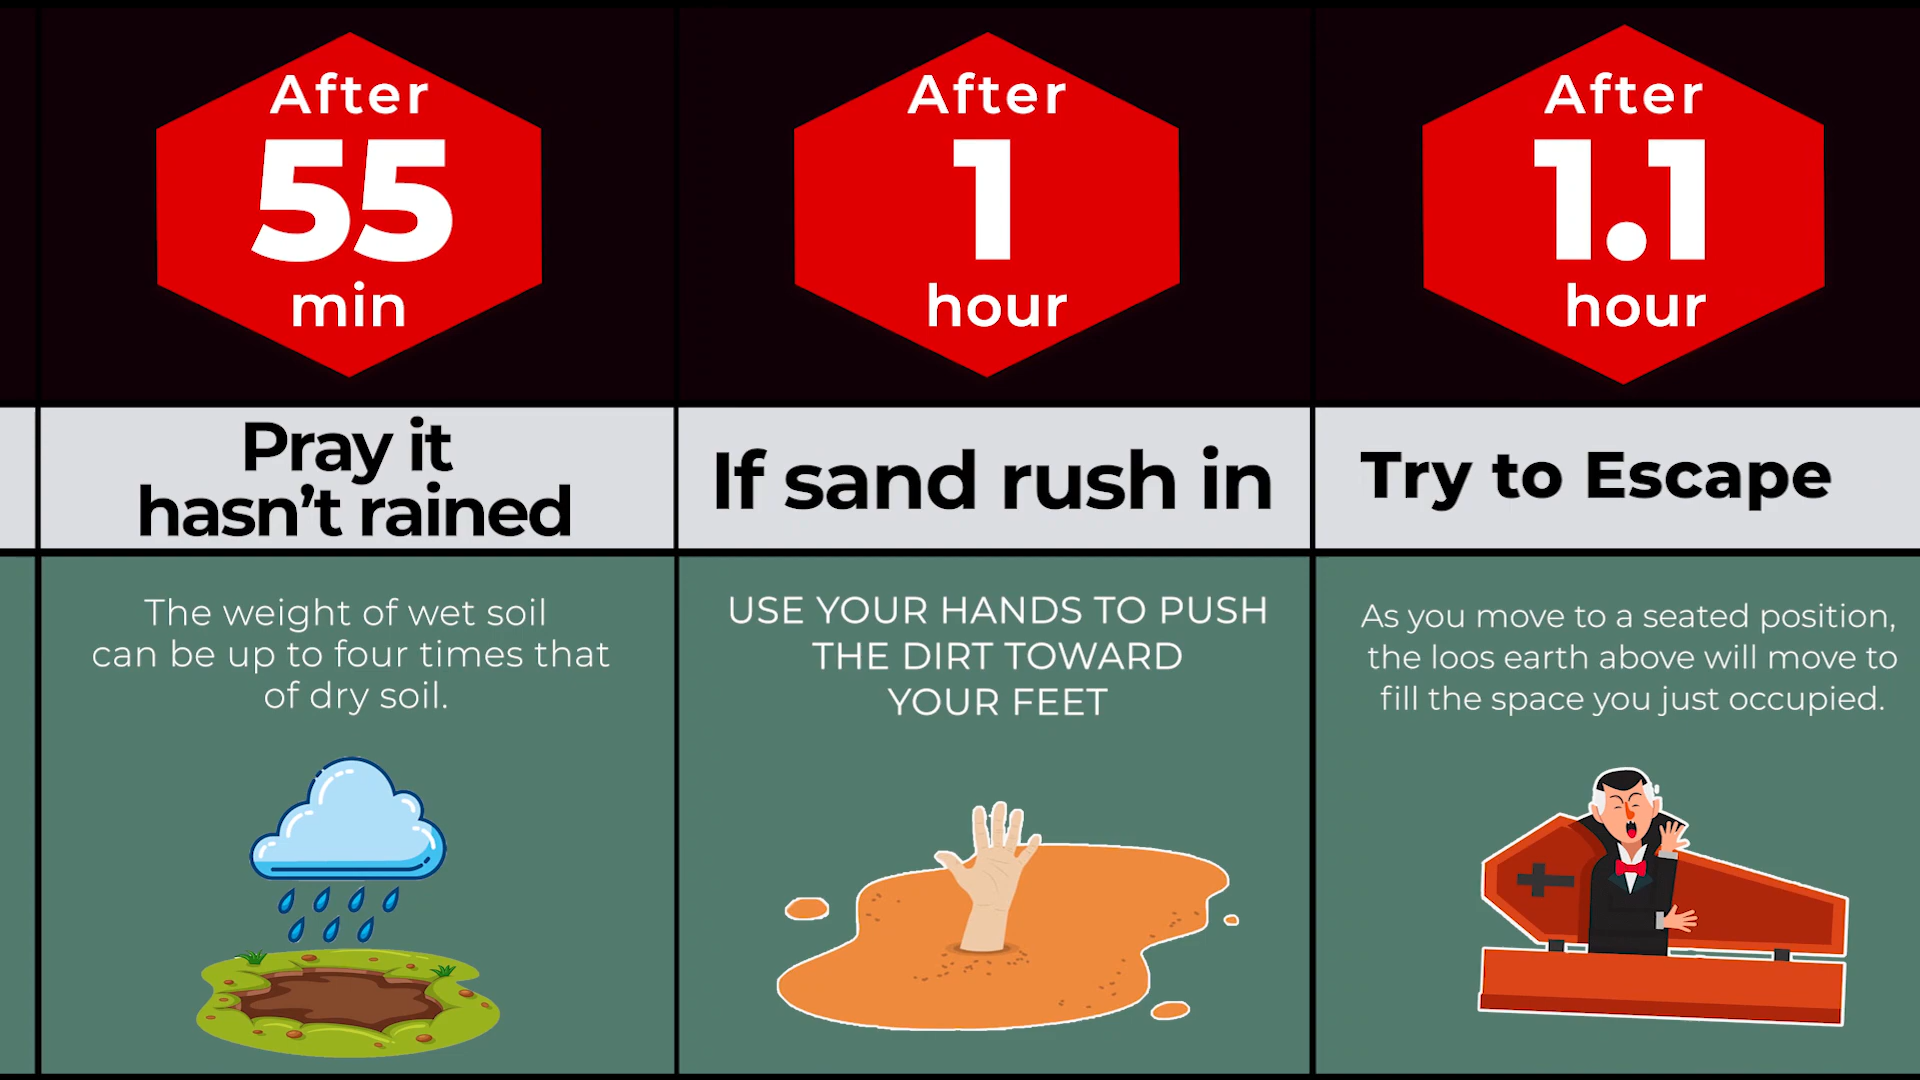 After
55
min
Pray it
hasn't rained
The weight of wet soil
can be up to four times that
of dry soil.
After
1
hour
If sand rush in
USE YOUR HANDS TO PUSH
THE DIRT TOWARD
YOUR FEET
After
1.1
hour
Try to Escape
As you move to a seated position,
the loos earth above will move to
fill the space you just occupied.